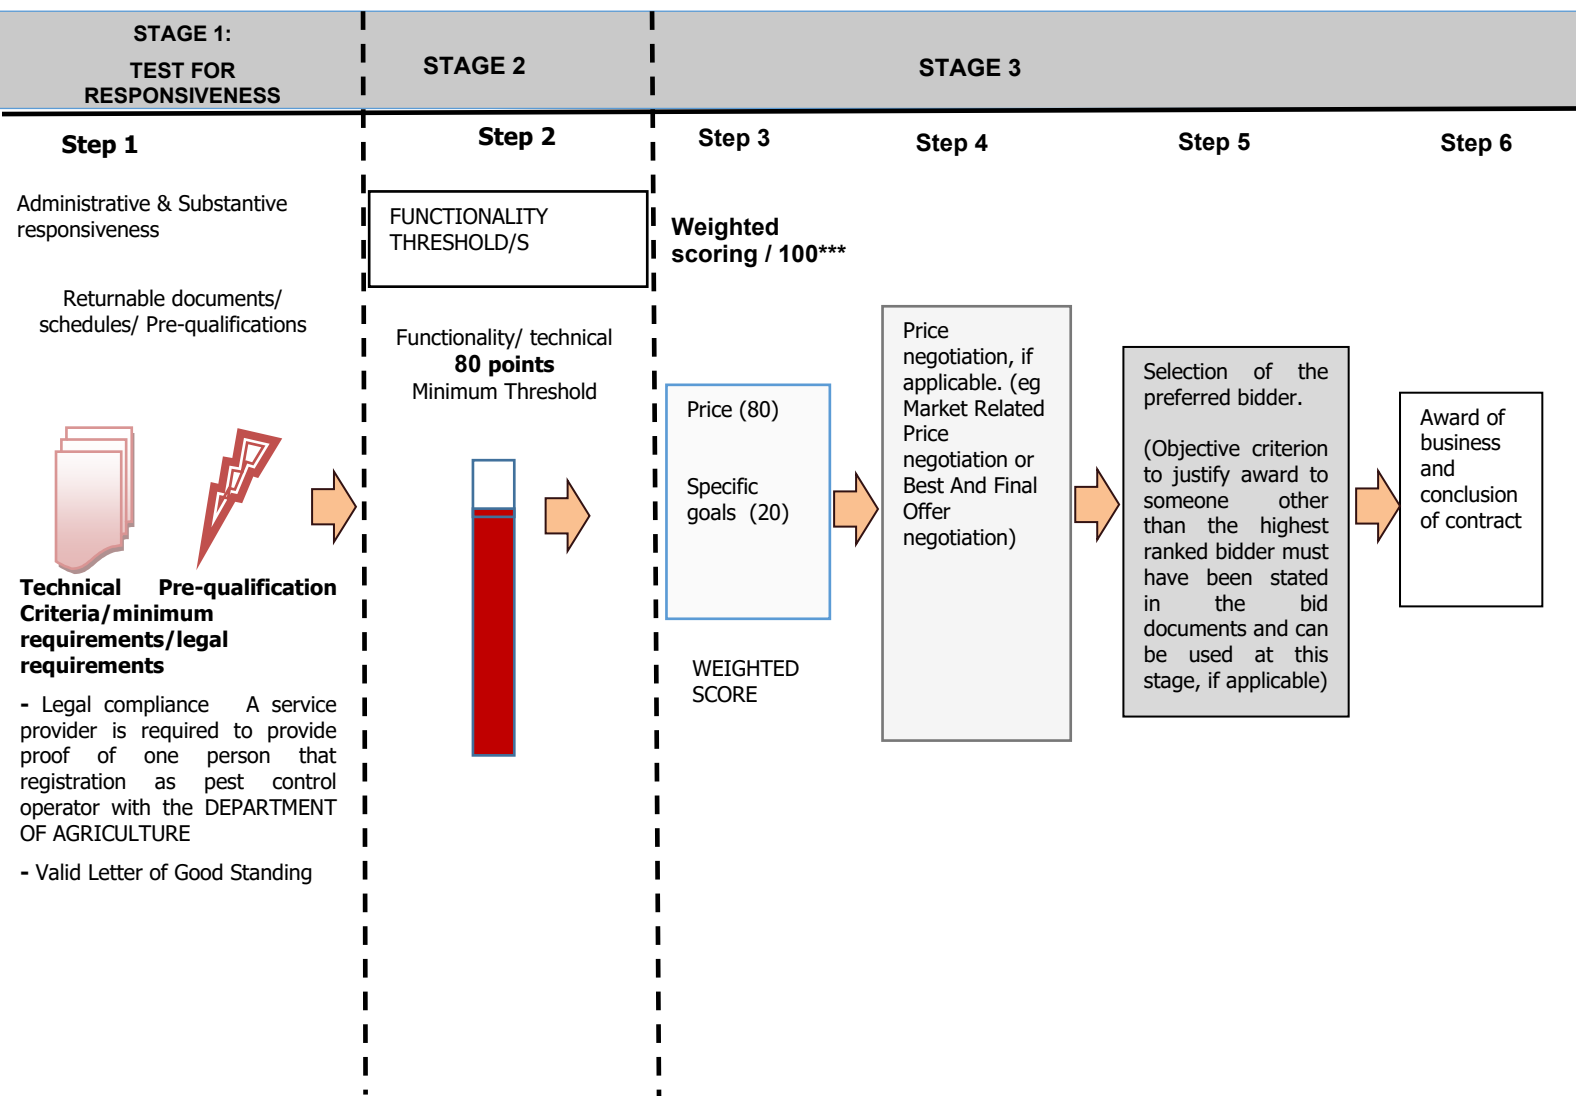 STAGE 1:
TEST FOR
RESPONSIVENESS
STAGE 2
STAGE 3
Step 1
Administrative & Substantive
responsiveness
Returnable documents/
schedules/ Pre-qualifications
Technical Pre-qualification
Criteria/minimum
requirements/legal
requirements
- Legal compliance A service
provider is required to provide
proof of one person that
registration as pest control
operator with the DEPARTMENT
OF AGRICULTURE
- Valid Letter of Good Standing
Step 2
FUNCTIONALITY
THRESHOLD/S
Functionality/ technical
80 points
Minimum Threshold
Step 3
Weighted
scoring / 100***
Price (80)
Specific
goals (20)
WEIGHTED
SCORE
Step 4
Price
negotiation, if
applicable. (eg
Market Related
Price
negotiation or
Best And Final
Offer
negotiation)
Step 5
Selection of the
preferred bidder.
(Objective criterion
to justify award to
someone other
than the highest
ranked bidder must
have been stated
in the bid
documents and can
be used at this
stage, if applicable)
Step 6
Award of
business
and
conclusion
of contract